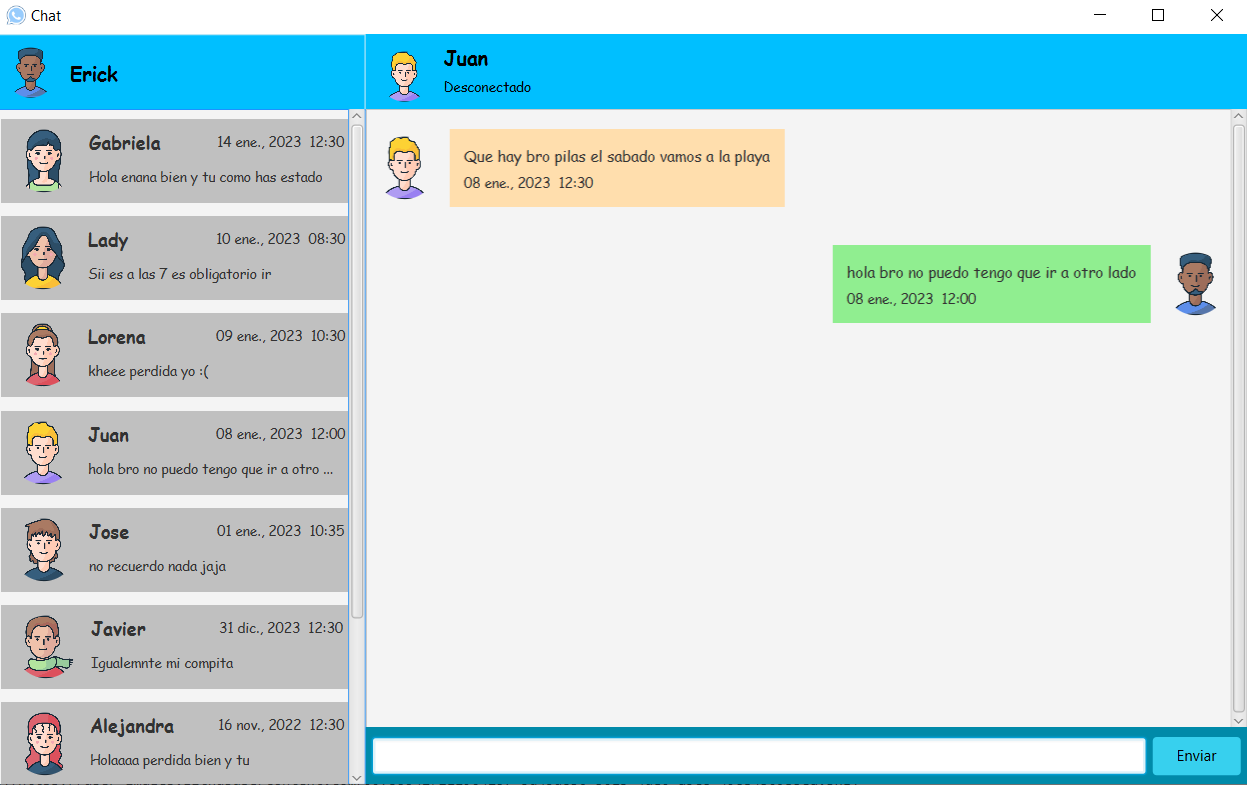 Chat
Erick
Juan
Desconectado
Gabriela 14 ene., 2023 12:30
Hola enana bien y tu como has estado
Lady 10 ene., 2023 08:30
Sii es a las 7 es obligatorio ir
Lorena 09 ene., 2023 10:30
kheee perdida yo :(
Juan 08 ene., 2023 12:00
hola bro no puedo tengo que ir a otro ...
Jose 01 ene., 2023 10:35
no recuerdo nada jaja
Javier 31 dic., 2023 12:30
Igualemnte mi compita
Alejandra 16 nov., 2022 12:30
Holaaaa perdida bien y tu
Que hay bro pilas el sabado vamos a la playa
08 ene., 2023 12:30
hola bro no puedo tengo que ir a otro lado
08 ene., 2023 12:00
Enviar